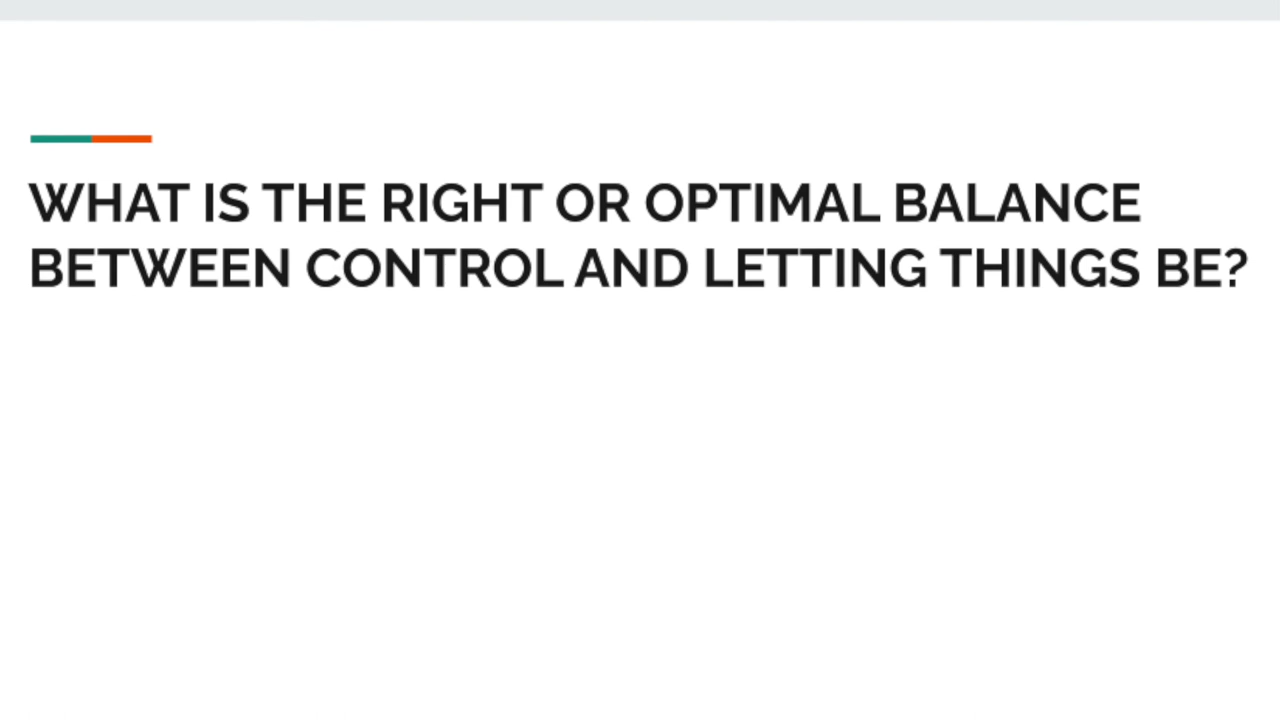 WHAT IS THE RIGHT OR OPTIMAL BALANCE
BETWEEN CONTROL AND LETTING THINGS BE?